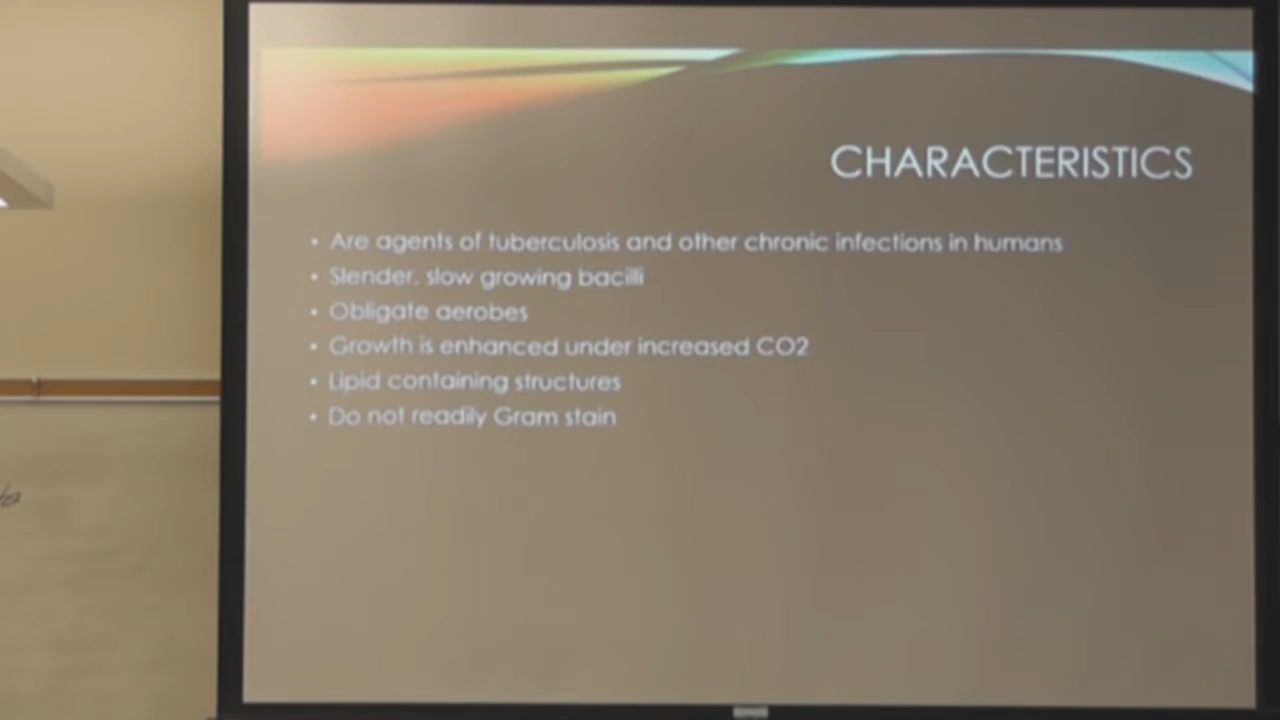 CHARACTERISTICS
• Are agents of tuberculosis and other chronic infections in humans
• Slender, slow growing bacilli
• Obligate aerobes
• Growth is enhanced under increased CO2
• Lipid containing structures
• Do not readily Gram stain